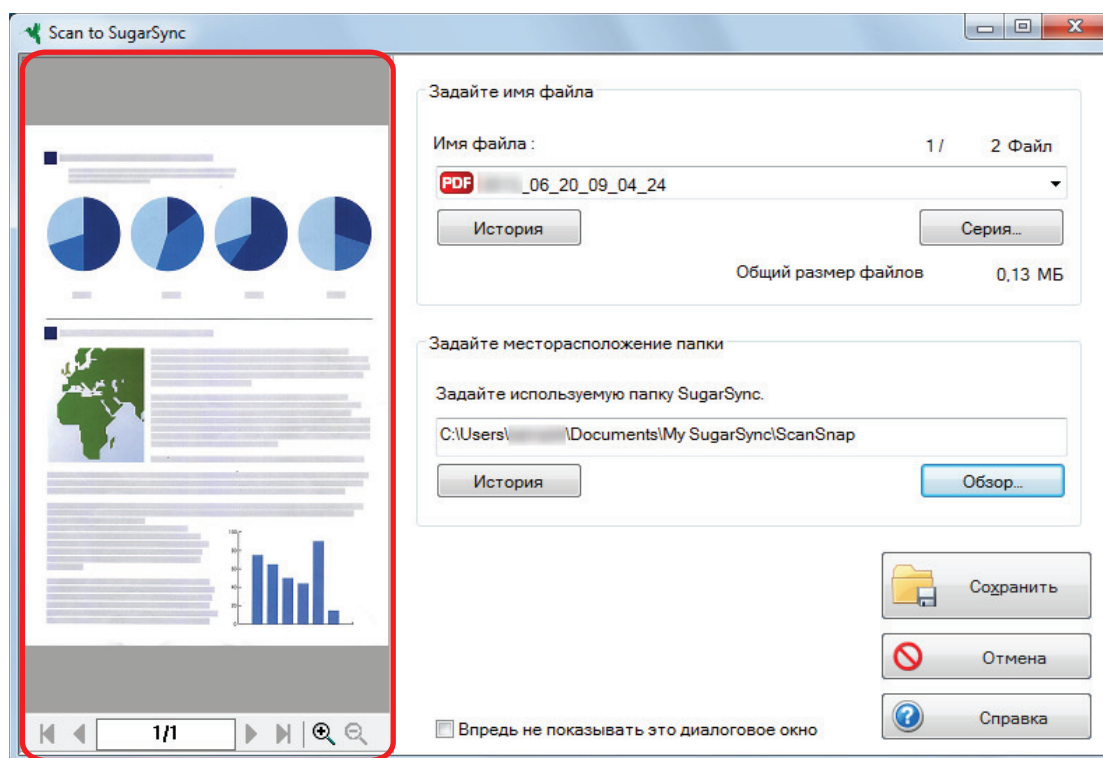 Scan to SugarSync
Задайте имя файла
Имя файла : 1 / 2 Файл
PDF _06_20_09_04_24
История Серия...
Общий размер файлов 0,13 МБ
Задайте месторасположение папки
Задайте используемую папку SugarSync.
C:\Users\ \Documents\My SugarSync\ScanSnap
История Обзор...
Сохранить
Отмена
1/1
Впредь не показывать это диалоговое окно
Справка